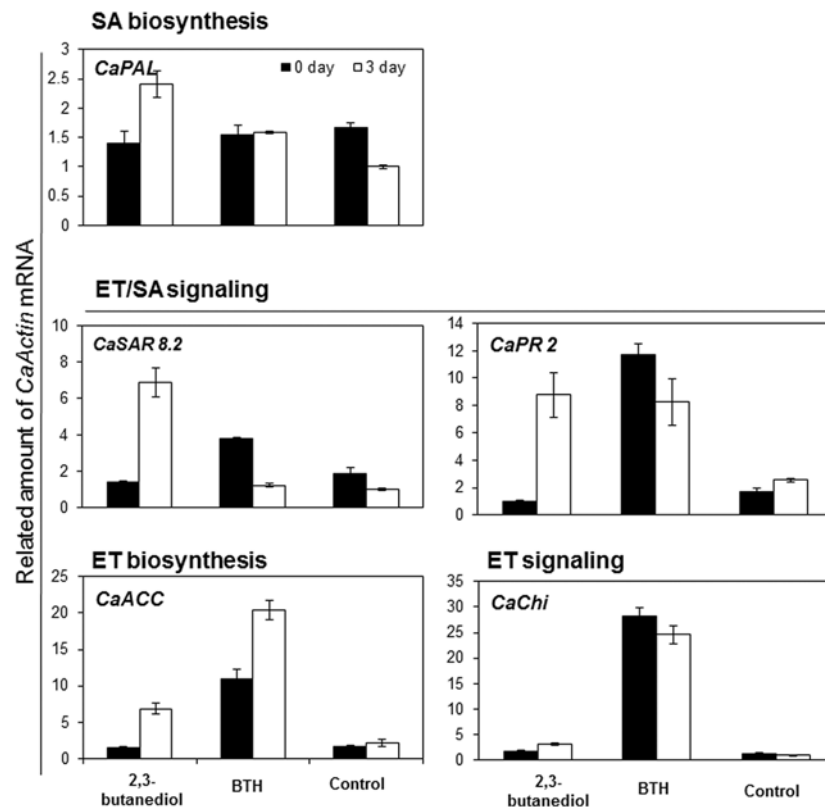 SA biosynthesis
3
2.5
2
1.5
1
0.5
0
CaPAL
0 day
3 day
Related amount of CaActin mRNA
ET/SA signaling
10
8
6
4
2
0
CaSAR 8.2
14
12
10
8
6
4
2
0
CaPR 2
ET biosynthesis
25
20
15
10
5
0
CaACC
2,3-
butanediol
BTH
Control
ET signaling
35
30
25
20
15
10
5
0
CaChi
2,3-
butanediol
BTH
Control